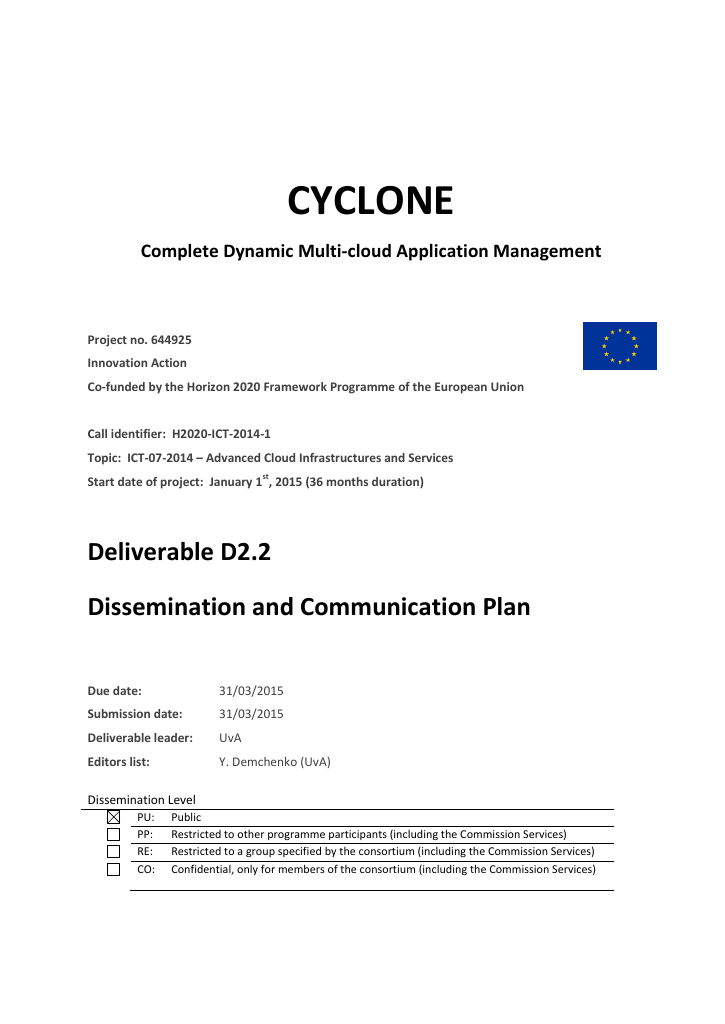 CYCLONE
Complete Dynamic Multi-cloud Application Management
Project no. 644925
Innovation Action
Co-funded by the Horizon 2020 Framework Programme of the European Union
Call identifier: H2020-ICT-2014-1
Topic: ICT-07-2014 – Advanced Cloud Infrastructures and Services
Start date of project: January 1st, 2015 (36 months duration)
Deliverable D2.2
Dissemination and Communication Plan
Due date: 31/03/2015
Submission date: 31/03/2015
Deliverable leader: UvA
Editors list: Y. Demchenko (UvA)
Dissemination Level
☒ PU: Public
☐ PP: Restricted to other programme participants (including the Commission Services)
☐ RE: Restricted to a group specified by the consortium (including the Commission Services)
☐ CO: Confidential, only for members of the consortium (including the Commission Services)